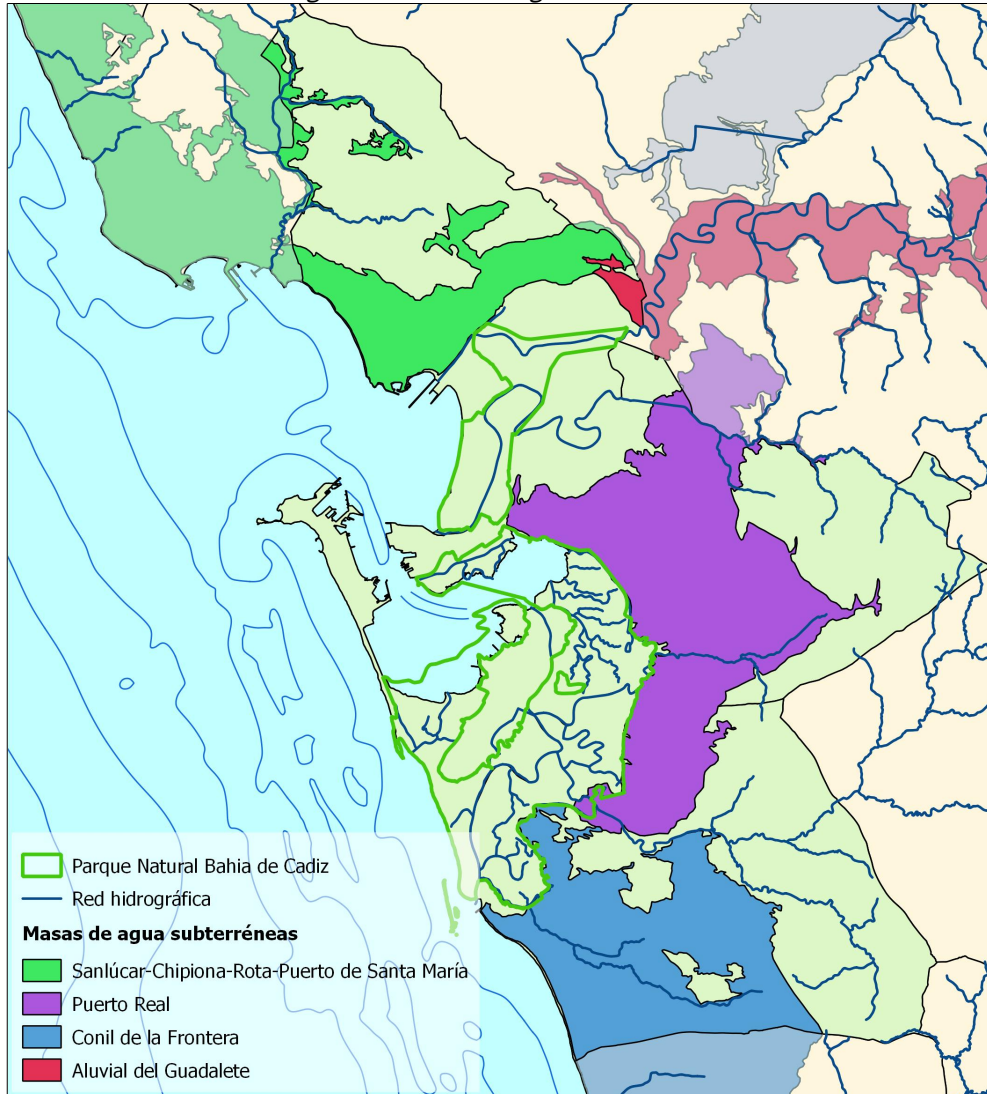 Parque Natural Bahia de Cadiz
Red hidrográfica
Masas de agua subterréneas
Sanlúcar-Chipiona-Rota-Puerto de Santa María
Puerto Real
Conil de la Frontera
Aluvial del Guadalete